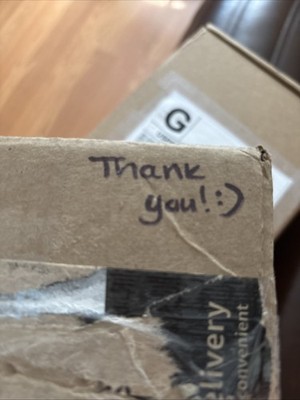 G
Thank
you! :)
elivery
convenient